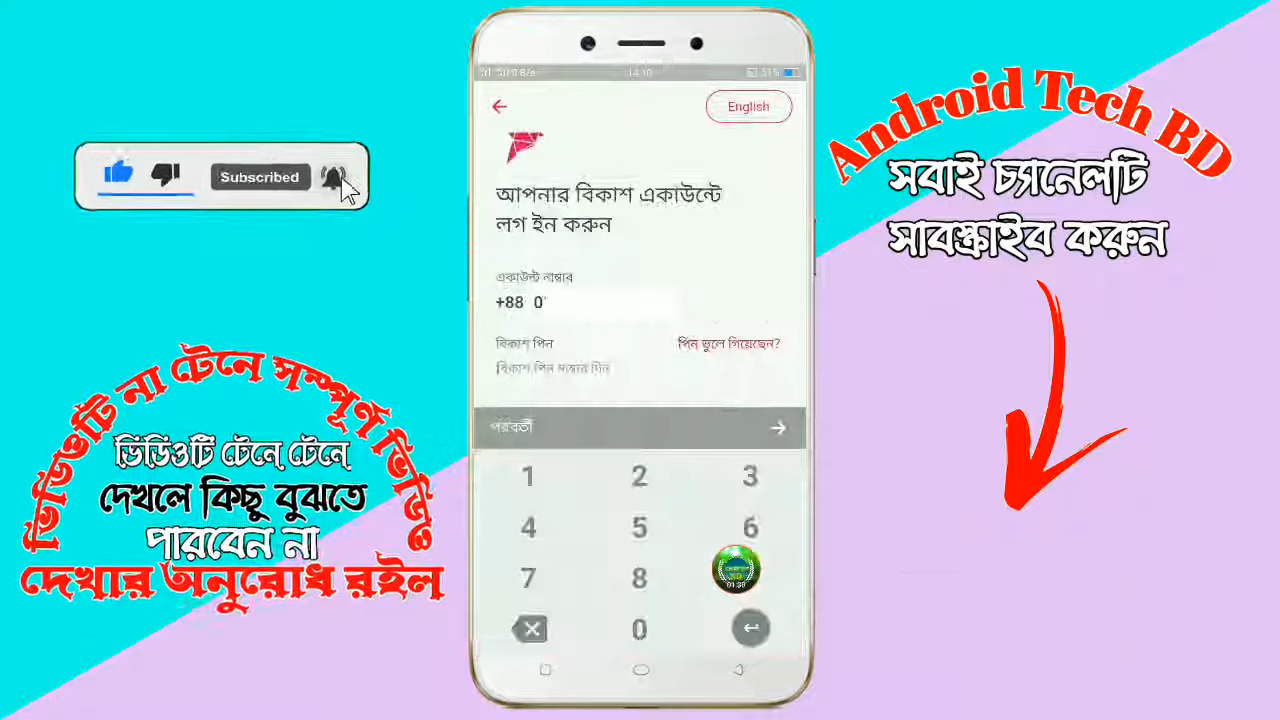 English
আপনার বিকাশ একাউন্টে
লগ ইন করুন
একাউন্ট নাম্বার
+88 0
বিকাশ পিন
পিন ভুলে গিয়েছেন?
বিকাশ পিন নাম্বার দিন
পরবর্তী
1 2 3
4 5 6
7 8
0
Subscribed
Android Tech BD
সবাই চ্যানেলটি
সাবস্ক্রাইব করুন
ভিডিওটি না টেনে সম্পূর্ণ ভিডিও
ভিডিওটি টেনে টেনে
দেখলে কিছু বুঝতে
পারবেন না
দেখার অনুরোধ রইল